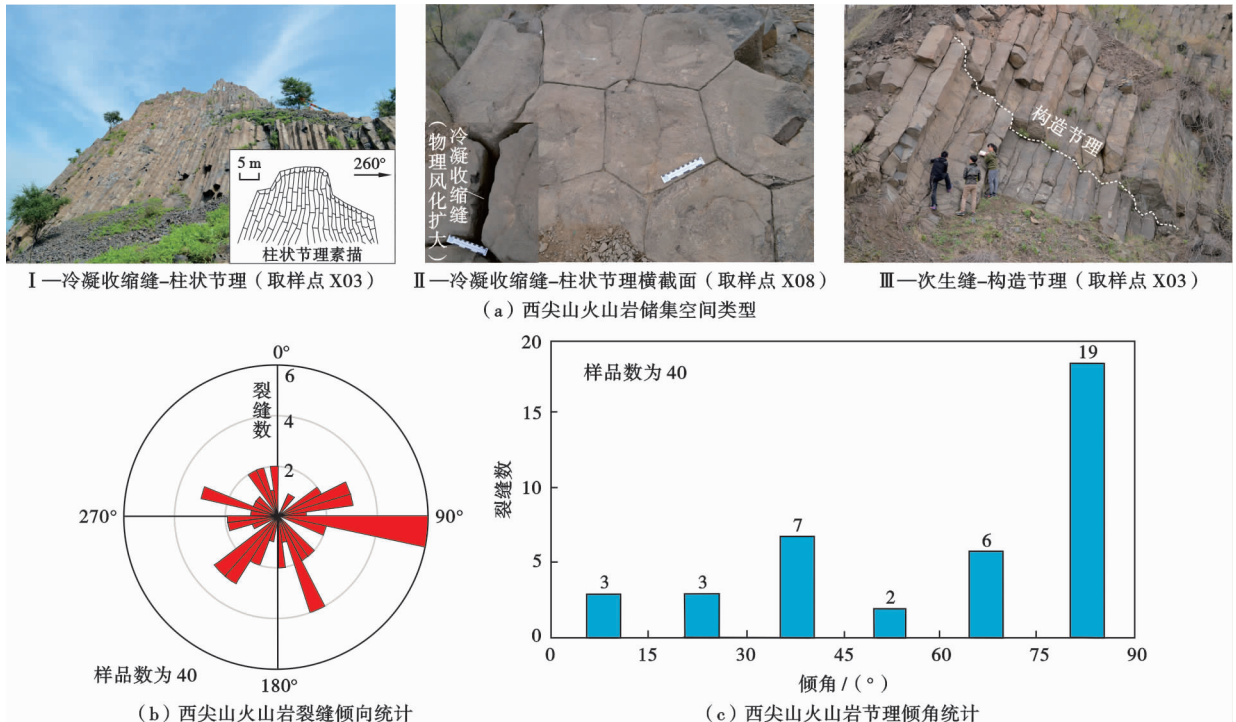 5 m
260°
柱状节理素描
冷凝收缩缝
(物理风化扩大)
构造节理
Ⅰ—冷凝收缩缝–柱状节理(取样点 X03)
Ⅱ—冷凝收缩缝–柱状节理横截面(取样点 X08)
Ⅲ—次生缝–构造节理(取样点 X03)
(a)西尖山火山岩储集空间类型
0°
6
4
2
裂缝数
270°
90°
180°
样品数为 40
(b)西尖山火山岩裂缝倾向统计
20
15
10
5
0
裂缝数
样品数为 40
3
3
7
2
6
19
0
15
30
45
60
75
90
倾角/(°)
(c)西尖山火山岩节理倾角统计